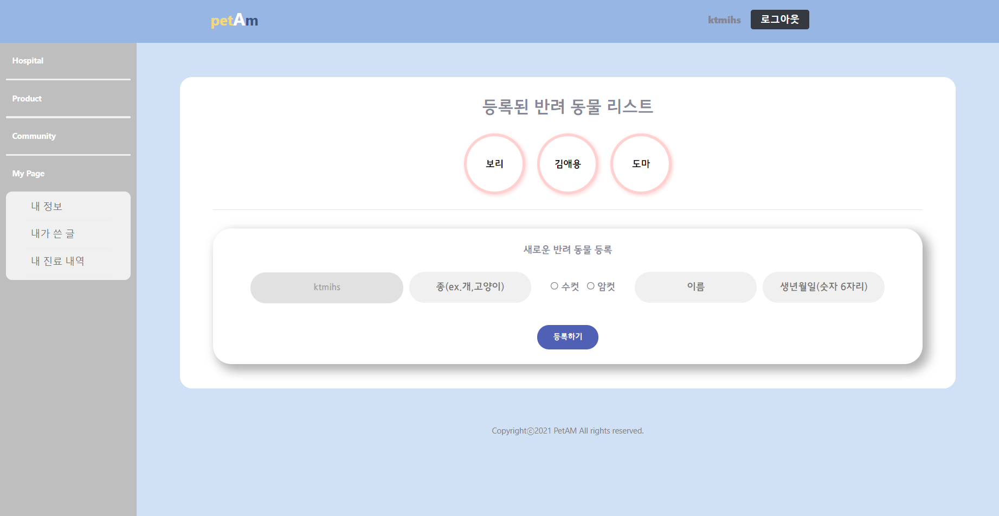 petAm
ktmihs 로그아웃
Hospital
Product
Community
My Page
내 정보
내가 쓴 글
내 진료 내역
등록된 반려 동물 리스트
보리 김애용 도마
새로운 반려 동물 등록
ktmihs 종(ex.개,고양이) 수컷 암컷 이름 생년월일(숫자 6자리)
등록하기
Copyrightⓒ2021 PetAM All rights reserved.